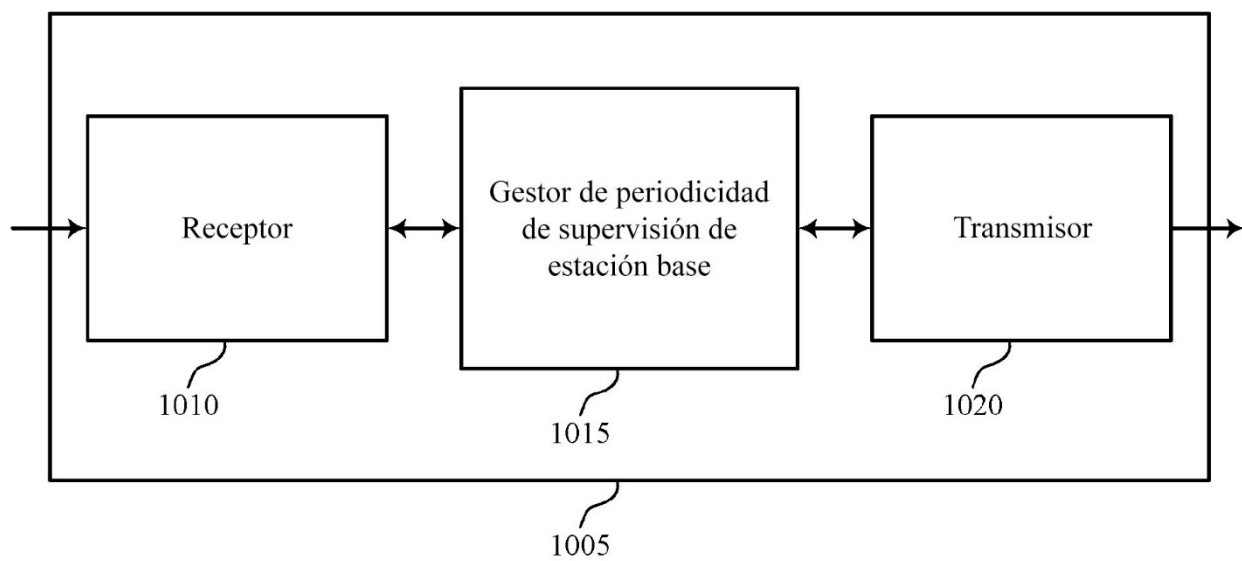 Receptor
Gestor de periodicidad
de supervisión de
estación base
Transmisor
1010
1015
1020
1005